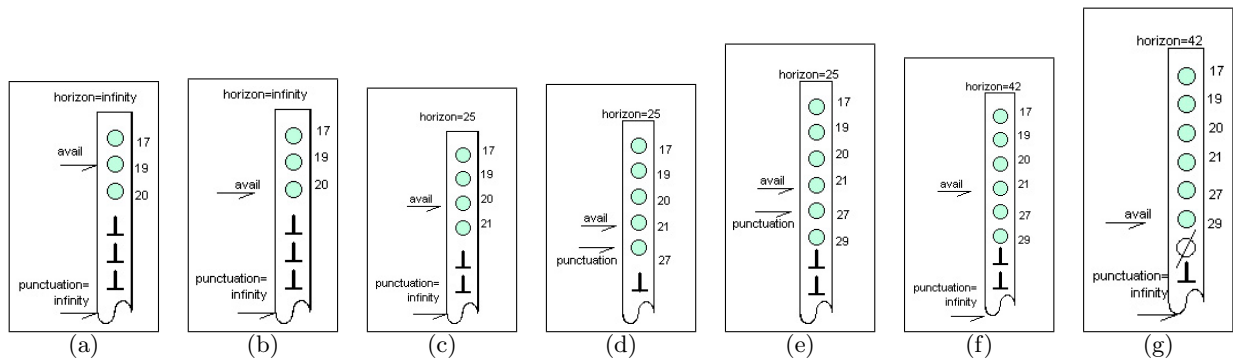 horizon=infinity
17
avail
19
20
punctuation=
infinity
(a)
horizon=infinity
17
19
avail
20
punctuation=
infinity
(b)
horizon=25
17
19
avail
20
21
punctuation=
infinity
(c)
horizon=25
17
19
20
avail
21
punctuation
27
(d)
horizon=25
17
19
20
avail
21
punctuation
27
29
(e)
horizon=42
17
19
20
avail
21
27
29
punctuation=
infinity
(f)
horizon=42
17
19
20
21
27
avail
29
punctuation=
infinity
(g)